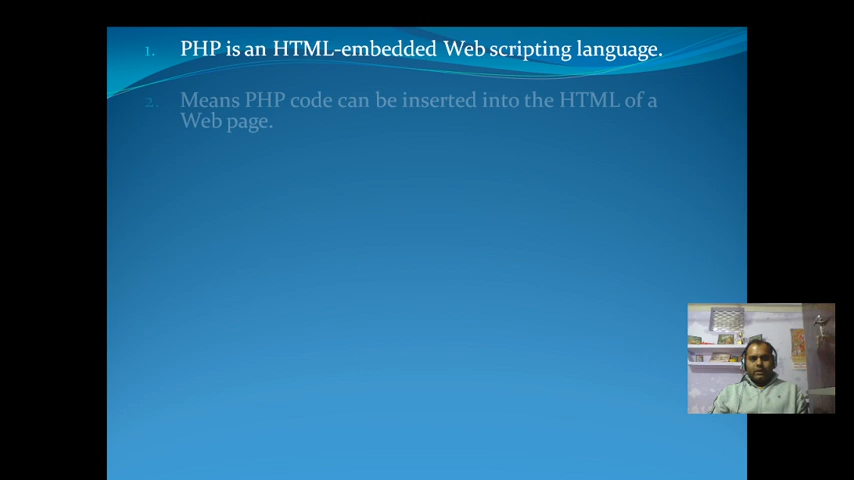 1. PHP is an HTML-embedded Web scripting language.
2. Means PHP code can be inserted into the HTML of a
Web page.